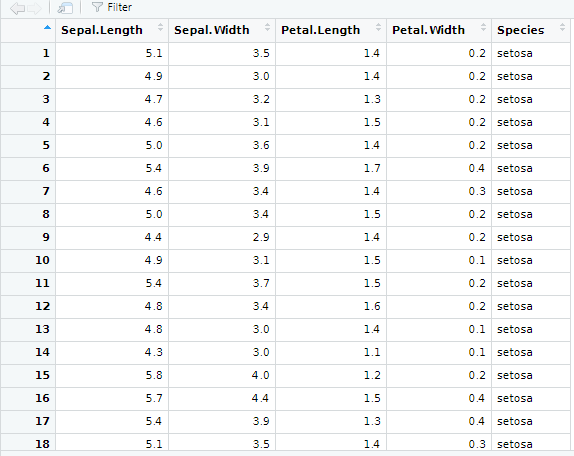 Filter
Sepal.Length Sepal.Width Petal.Length Petal.Width Species
1 5.1 3.5 1.4 0.2 setosa
2 4.9 3.0 1.4 0.2 setosa
3 4.7 3.2 1.3 0.2 setosa
4 4.6 3.1 1.5 0.2 setosa
5 5.0 3.6 1.4 0.2 setosa
6 5.4 3.9 1.7 0.4 setosa
7 4.6 3.4 1.4 0.3 setosa
8 5.0 3.4 1.5 0.2 setosa
9 4.4 2.9 1.4 0.2 setosa
10 4.9 3.1 1.5 0.1 setosa
11 5.4 3.7 1.5 0.2 setosa
12 4.8 3.4 1.6 0.2 setosa
13 4.8 3.0 1.4 0.1 setosa
14 4.3 3.0 1.1 0.1 setosa
15 5.8 4.0 1.2 0.2 setosa
16 5.7 4.4 1.5 0.4 setosa
17 5.4 3.9 1.3 0.4 setosa
18 5.1 3.5 1.4 0.3 setosa